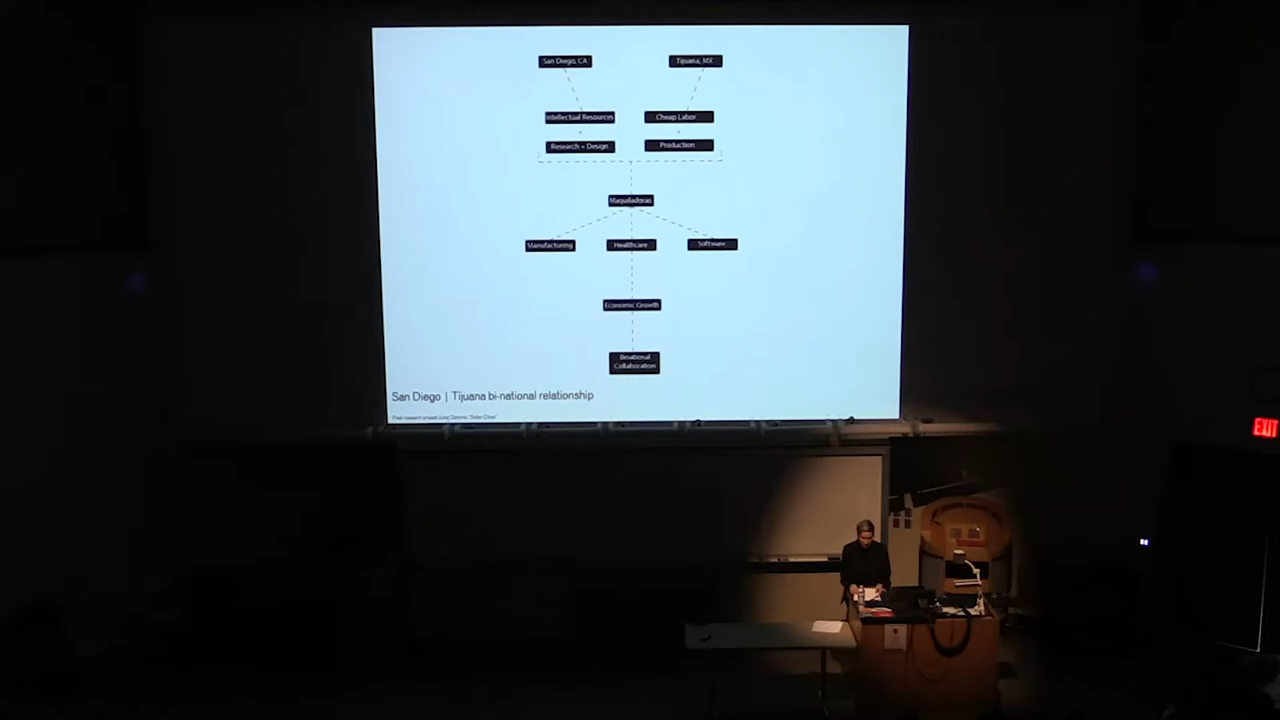 San Diego, CA
Tijuana, MX
Intellectual Resources
Cheap Labor
Research + Design
Production
Maquiladoras
Manufacturing
Healthcare
Software
Economic Growth
Binational
Collaboration
San Diego | Tijuana bi-national relationship
EXIT